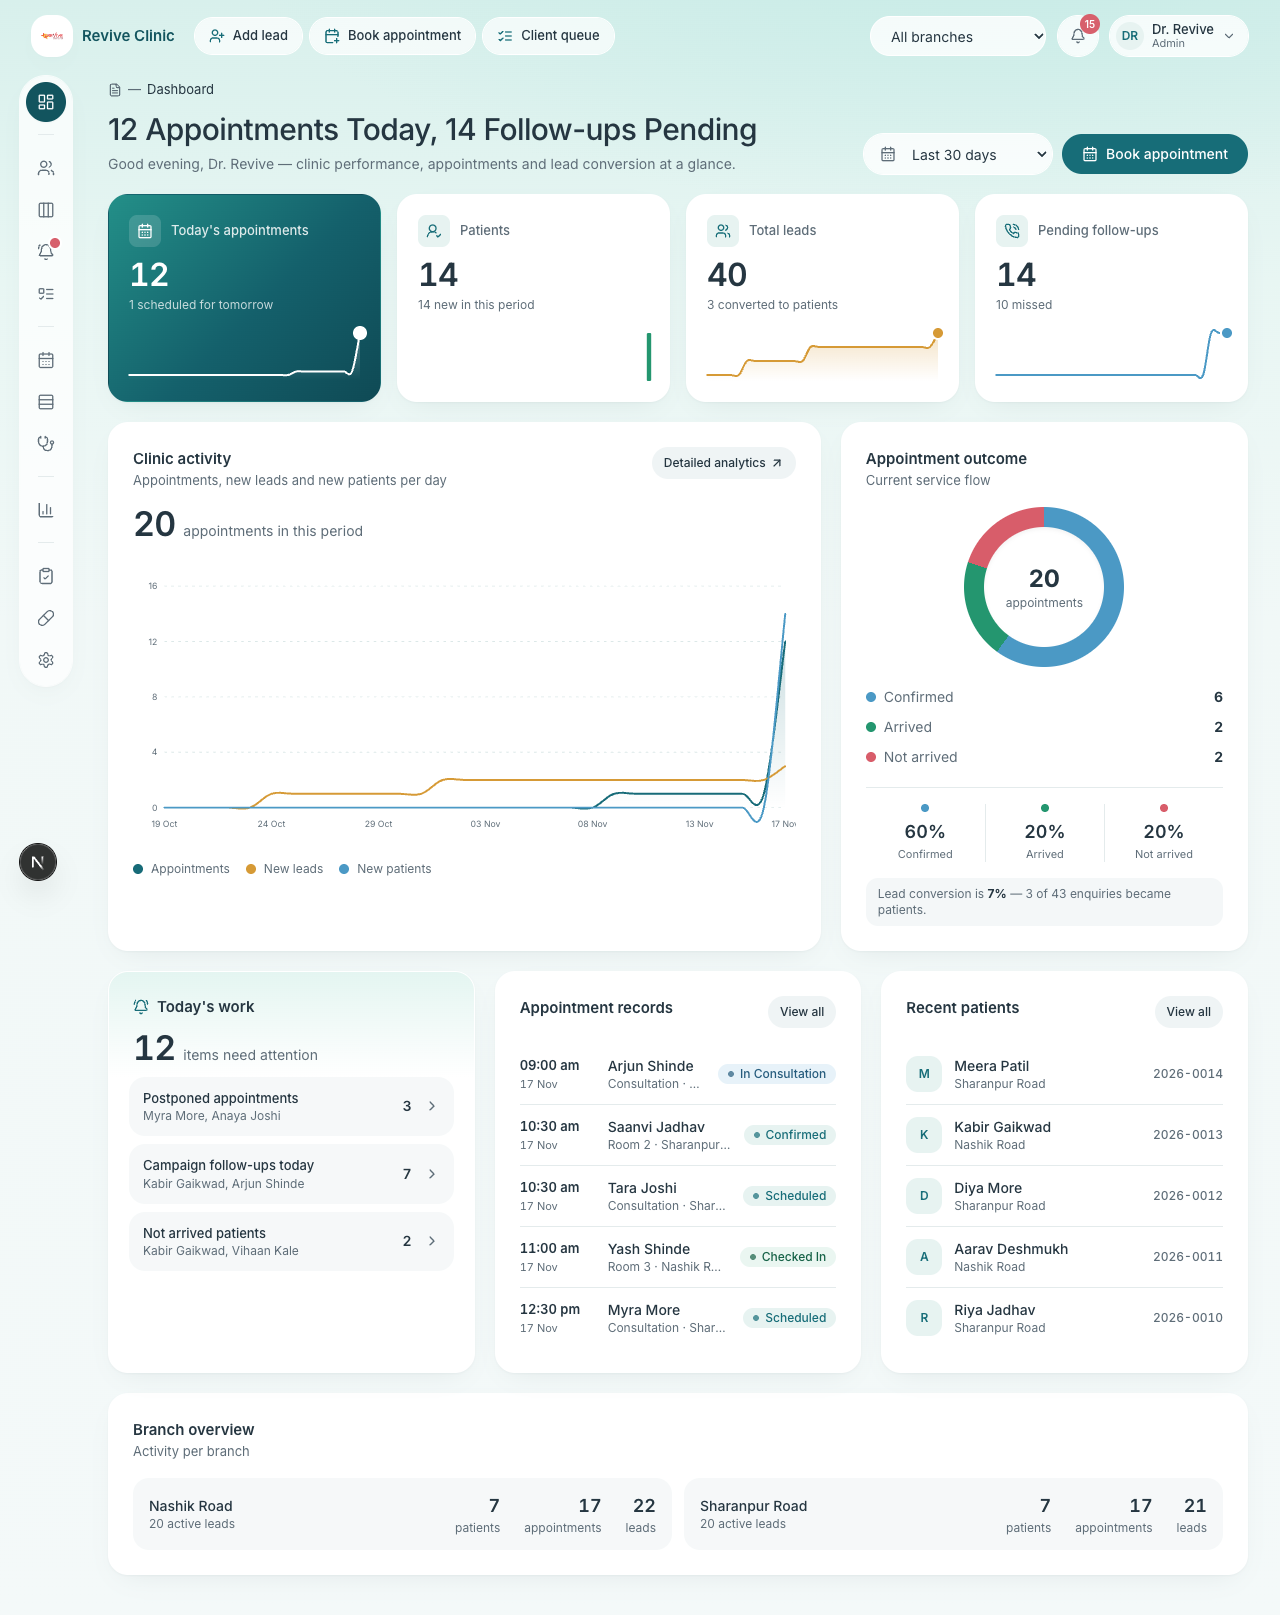 Revive Clinic
Add lead
Book appointment
Client queue
All branches
15
DR
Dr. Revive
Admin
— Dashboard
12 Appointments Today, 14 Follow-ups Pending
Good evening, Dr. Revive — clinic performance, appointments and lead conversion at a glance.
Last 30 days
Book appointment
Today's appointments
12
1 scheduled for tomorrow
Patients
14
14 new in this period
Total leads
40
3 converted to patients
Pending follow-ups
14
10 missed
Clinic activity
Appointments, new leads and new patients per day
Detailed analytics
20 appointments in this period
16
12
8
4
0
19 Oct 24 Oct 29 Oct 03 Nov 08 Nov 13 Nov 17 Nov
Appointments New leads New patients
Appointment outcome
Current service flow
20
appointments
Confirmed 6
Arrived 2
Not arrived 2
60% 20% 20%
Confirmed Arrived Not arrived
Lead conversion is 7% — 3 of 43 enquiries became
patients.
N
Today's work
12 items need attention
Postponed appointments
Myra More, Anaya Joshi
3
Campaign follow-ups today
Kabir Gaikwad, Arjun Shinde
7
Not arrived patients
Kabir Gaikwad, Vihaan Kale
2
Appointment records
View all
09:00 am Arjun Shinde
17 Nov Consultation · ...
In Consultation
10:30 am Saanvi Jadhav
17 Nov Room 2 · Sharanpur...
Confirmed
10:30 am Tara Joshi
17 Nov Consultation · Shar...
Scheduled
11:00 am Yash Shinde
17 Nov Room 3 · Nashik R...
Checked In
12:30 pm Myra More
17 Nov Consultation · Shar...
Scheduled
Recent patients
View all
M
Meera Patil
Sharanpur Road
2026-0014
K
Kabir Gaikwad
Nashik Road
2026-0013
D
Diya More
Sharanpur Road
2026-0012
A
Aarav Deshmukh
Nashik Road
2026-0011
R
Riya Jadhav
Sharanpur Road
2026-0010
Branch overview
Activity per branch
Nashik Road
20 active leads
7 17 22
patients appointments leads
Sharanpur Road
20 active leads
7 17 21
patients appointments leads